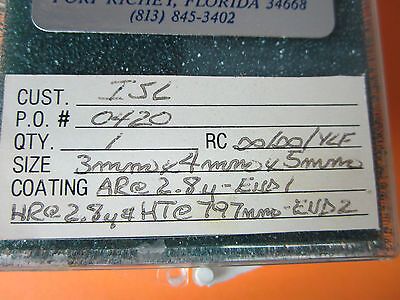 PORT RICHEY, FLORIDA 34668
(813) 845-3402
CUST. ISL
P.O. # 0420
QTY. 1 RC 00/00/YLF
SIZE 3mm x 4mm x 5mm
COATING AR@ 2.8μ-END1
HR@ 2.8μ & HT@ 797mm-END2